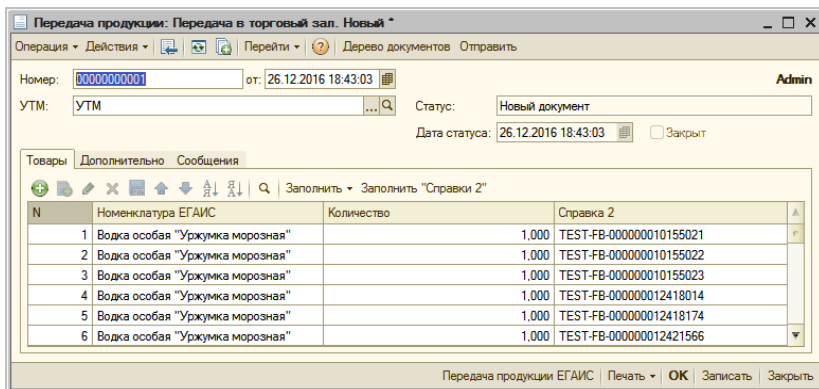 Передача продукции: Передача в торговый зал. Новый *
Операция Действия Перейти Дерево документов Отправить
Номер: 00000000001 от: 26.12.2016 18:43:03 Admin
УТМ: УТМ ... Статус: Новый документ
Дата статуса: 26.12.2016 18:43:03 Закрыт
Товары Дополнительно Сообщения
Заполнить Заполнить "Справки 2"
N Номенклатура ЕГАИС Количество Справка 2
1 Водка особая "Уржумка морозная" 1,000 TEST-FB-000000010155021
2 Водка особая "Уржумка морозная" 1,000 TEST-FB-000000010155022
3 Водка особая "Уржумка морозная" 1,000 TEST-FB-000000010155023
4 Водка особая "Уржумка морозная" 1,000 TEST-FB-000000012418014
5 Водка особая "Уржумка морозная" 1,000 TEST-FB-000000012418174
6 Водка особая "Уржумка морозная" 1,000 TEST-FB-000000012421566
Передача продукции ЕГАИС Печать OK Записать Закрыть